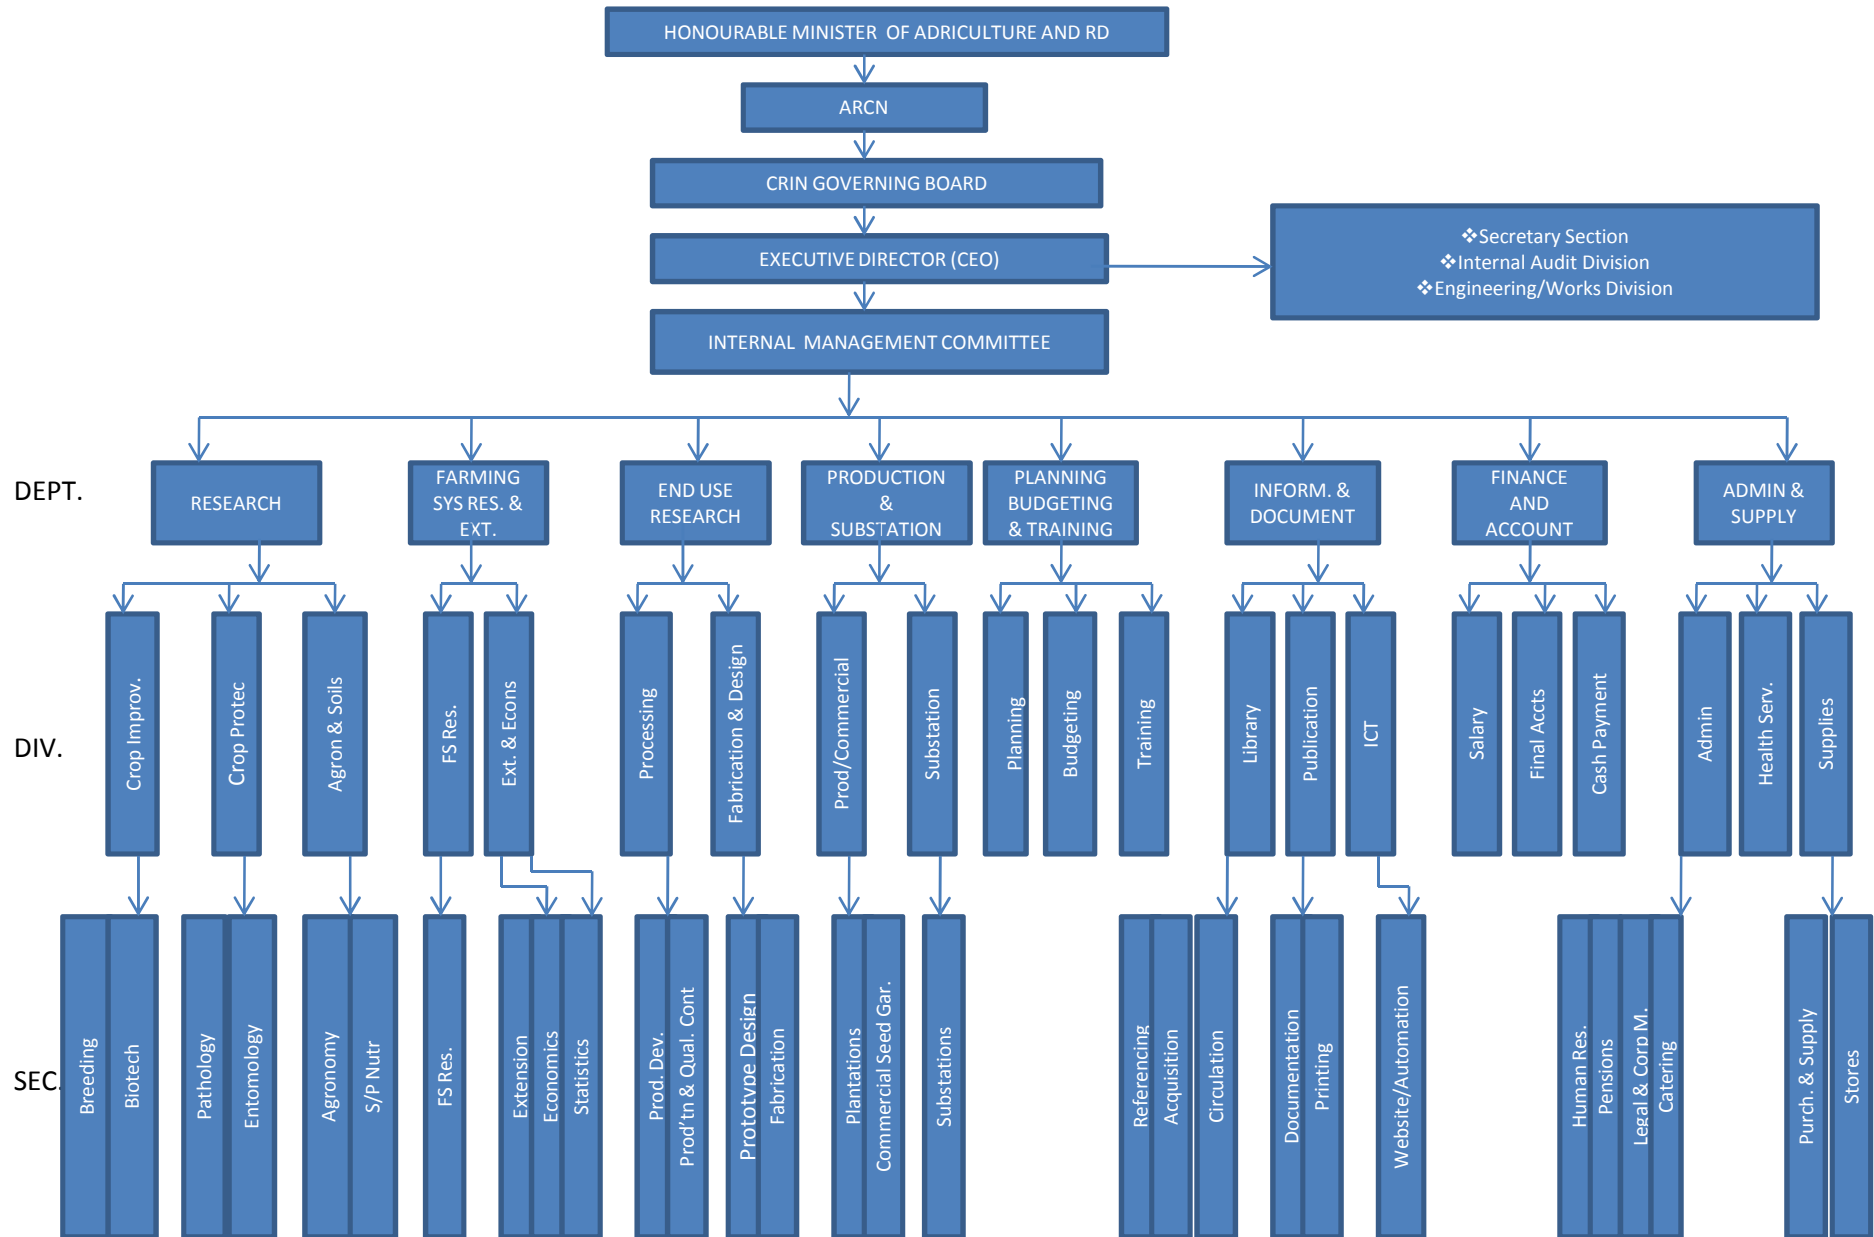 HONOURABLE MINISTER OF ADRICULTURE AND RD
ARCN
CRIN GOVERNING BOARD
EXECUTIVE DIRECTOR (CEO)
❖Secretary Section
❖Internal Audit Division
❖Engineering/Works Division
INTERNAL MANAGEMENT COMMITTEE
DEPT.
RESEARCH
FARMING
SYS RES. &
EXT.
END USE
RESEARCH
PRODUCTION
&
SUBSTATION
PLANNING
BUDGETING
& TRAINING
INFORM. &
DOCUMENT
FINANCE
AND
ACCOUNT
ADMIN &
SUPPLY
DIV.
Crop Improv.
Crop Protec
Agron & Soils
FS Res.
Ext. & Econs
Processing
Fabrication & Design
Prod/Commercial
Substation
Planning
Budgeting
Training
Library
Publication
ICT
Salary
Final Accts
Cash Payment
Admin
Health Serv.
Supplies
SEC.
Breeding
Biotech
Pathology
Entomology
Agronomy
S/P Nutr
FS Res.
Extension
Economics
Statistics
Prod. Dev.
Prod'tn & Qual. Cont
Prototype Design
Fabrication
Plantations
Commercial Seed Gar.
Substations
Referencing
Acquisition
Circulation
Documentation
Printing
Website/Automation
Human Res.
Pensions
Legal & Corp M.
Catering
Purch. & Supply
Stores